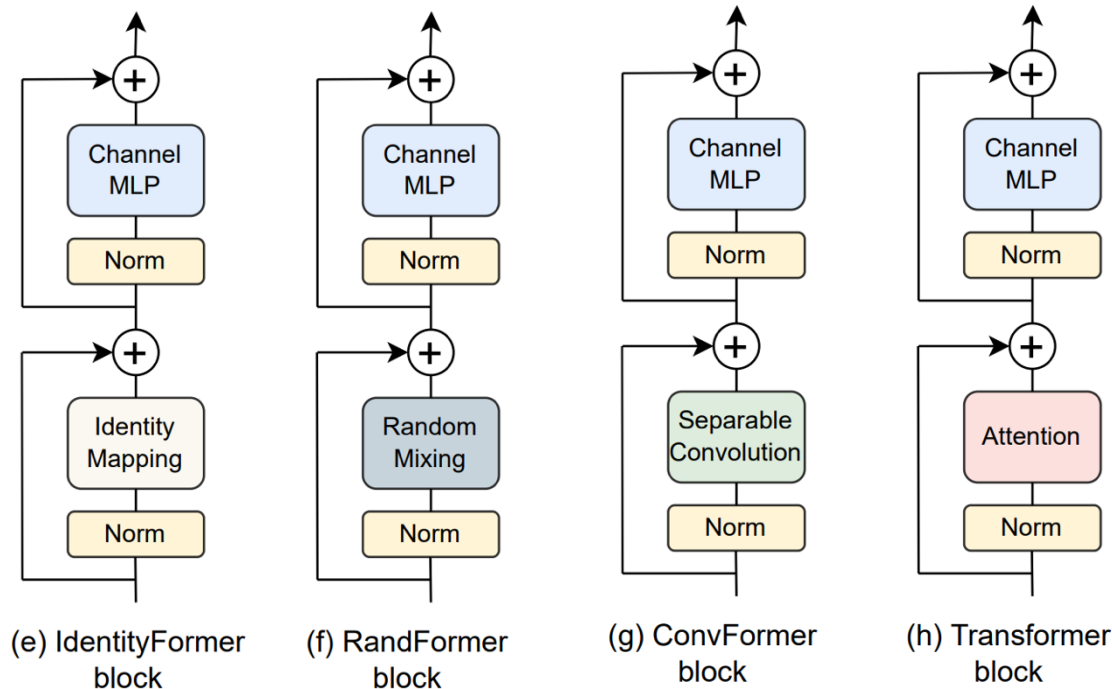 +
Channel
MLP
Norm
+
Identity
Mapping
Norm
(e) IdentityFormer
block
+
Channel
MLP
Norm
+
Random
Mixing
Norm
(f) RandFormer
block
+
Channel
MLP
Norm
+
Separable
Convolution
Norm
(g) ConvFormer
block
+
Channel
MLP
Norm
+
Attention
Norm
(h) Transformer
block